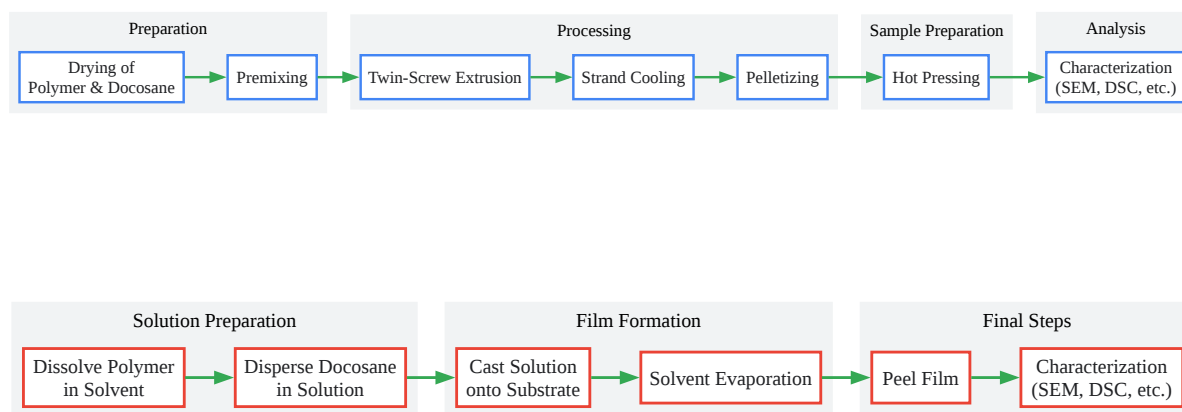 Preparation
Processing
Sample Preparation
Analysis
Drying of
Polymer & Docosane
Premixing
Twin-Screw Extrusion
Strand Cooling
Pelletizing
Hot Pressing
Characterization
(SEM, DSC, etc.)
Solution Preparation
Film Formation
Final Steps
Dissolve Polymer
in Solvent
Disperse Docosane
in Solution
Cast Solution
onto Substrate
Solvent Evaporation
Peel Film
Characterization
(SEM, DSC, etc.)